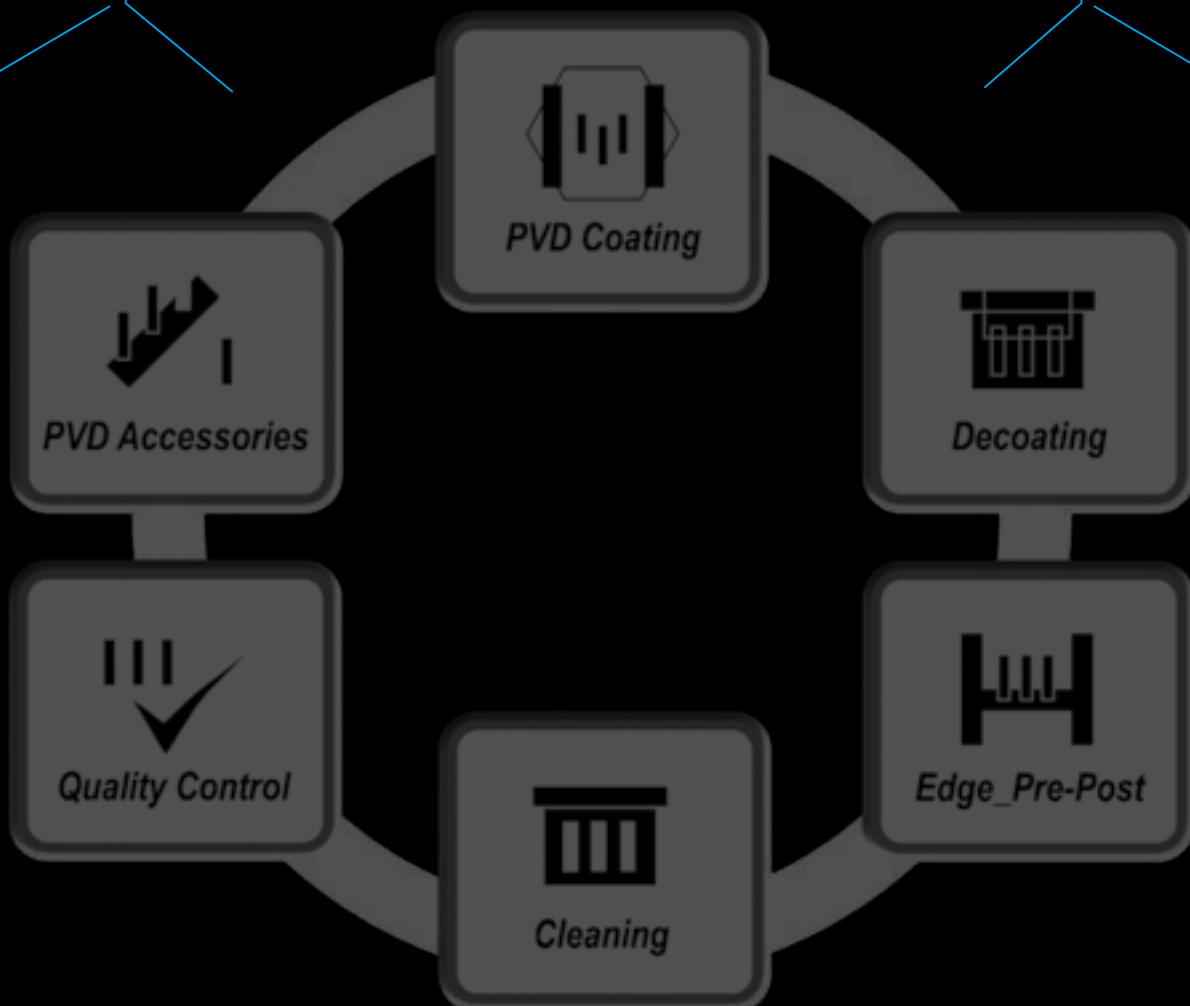 PVD Coating
PVD Accessories
Decoating
Quality Control
Edge_Pre-Post
Cleaning